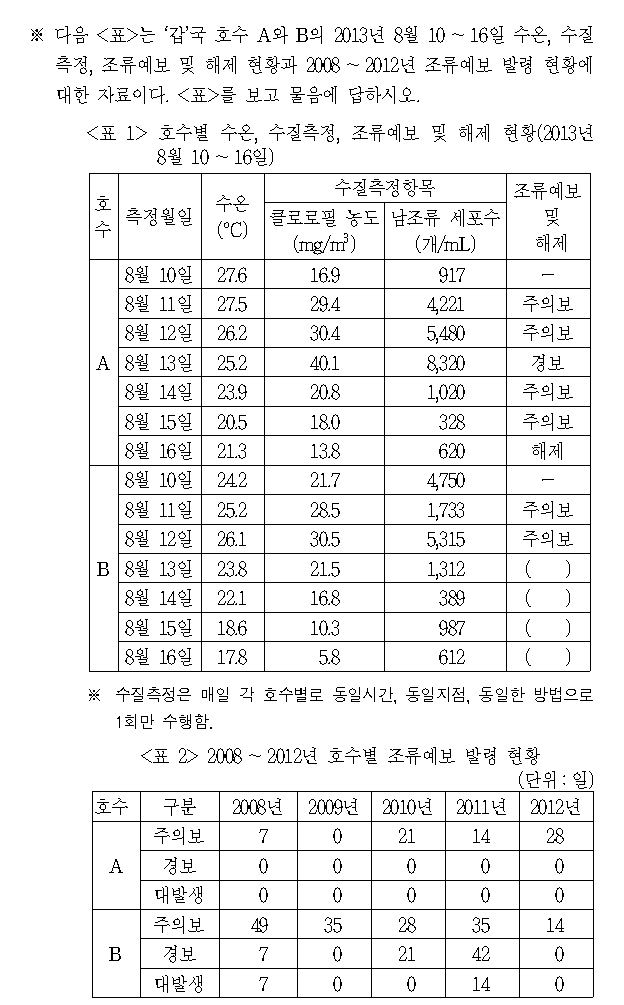 ※ 다음 <표>는 ‘갑’국 호수 A와 B의 2013년 8월 10 ~ 16일 수온, 수질
측정, 조류예보 및 해제 현황과 2008 ~ 2012년 조류예보 발령 현황에
대한 자료이다. <표>를 보고 물음에 답하시오.
<표 1> 호수별 수온, 수질측정, 조류예보 및 해제 현황(2013년
8월 10 ~ 16일)
호수 측정월일 수온(℃) 수질측정항목 조류예보 및 해제
클로로필 농도(mg/m³) 남조류 세포수(개/mL)
A 8월 10일 27.6 16.9 917 －
8월 11일 27.5 29.4 4,221 주의보
8월 12일 26.2 30.4 5,480 주의보
8월 13일 25.2 40.1 8,320 경보
8월 14일 23.9 20.8 1,020 주의보
8월 15일 20.5 18.0 328 주의보
8월 16일 21.3 13.8 620 해제
B 8월 10일 24.2 21.7 4,750 －
8월 11일 25.2 28.5 1,733 주의보
8월 12일 26.1 30.5 5,315 주의보
8월 13일 23.8 21.5 1,312 ( )
8월 14일 22.1 16.8 389 ( )
8월 15일 18.6 10.3 987 ( )
8월 16일 17.8 5.8 612 ( )
※ 수질측정은 매일 각 호수별로 동일시간, 동일지점, 동일한 방법으로
1회만 수행함.
<표 2> 2008 ~ 2012년 호수별 조류예보 발령 현황
(단위 : 일)
호수 구분 2008년 2009년 2010년 2011년 2012년
A 주의보 7 0 21 14 28
경보 0 0 0 0 0
대발생 0 0 0 0 0
B 주의보 49 35 28 35 14
경보 7 0 21 42 0
대발생 7 0 0 14 0